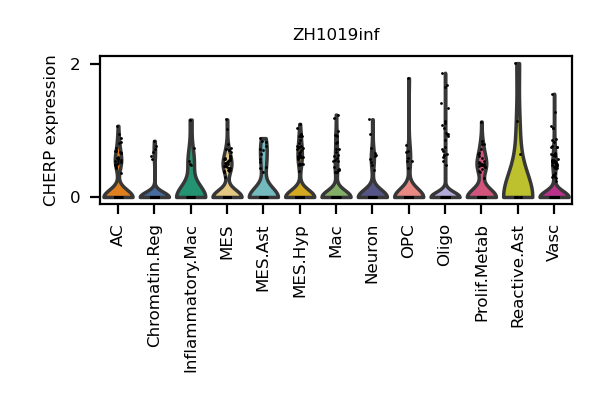 ZH1019inf
CHERP expression
2
0
AC
Chromatin.Reg
Inflammatory.Mac
MES
MES.Ast
MES.Hyp
Mac
Neuron
OPC
Oligo
Prolif.Metab
Reactive.Ast
Vasc